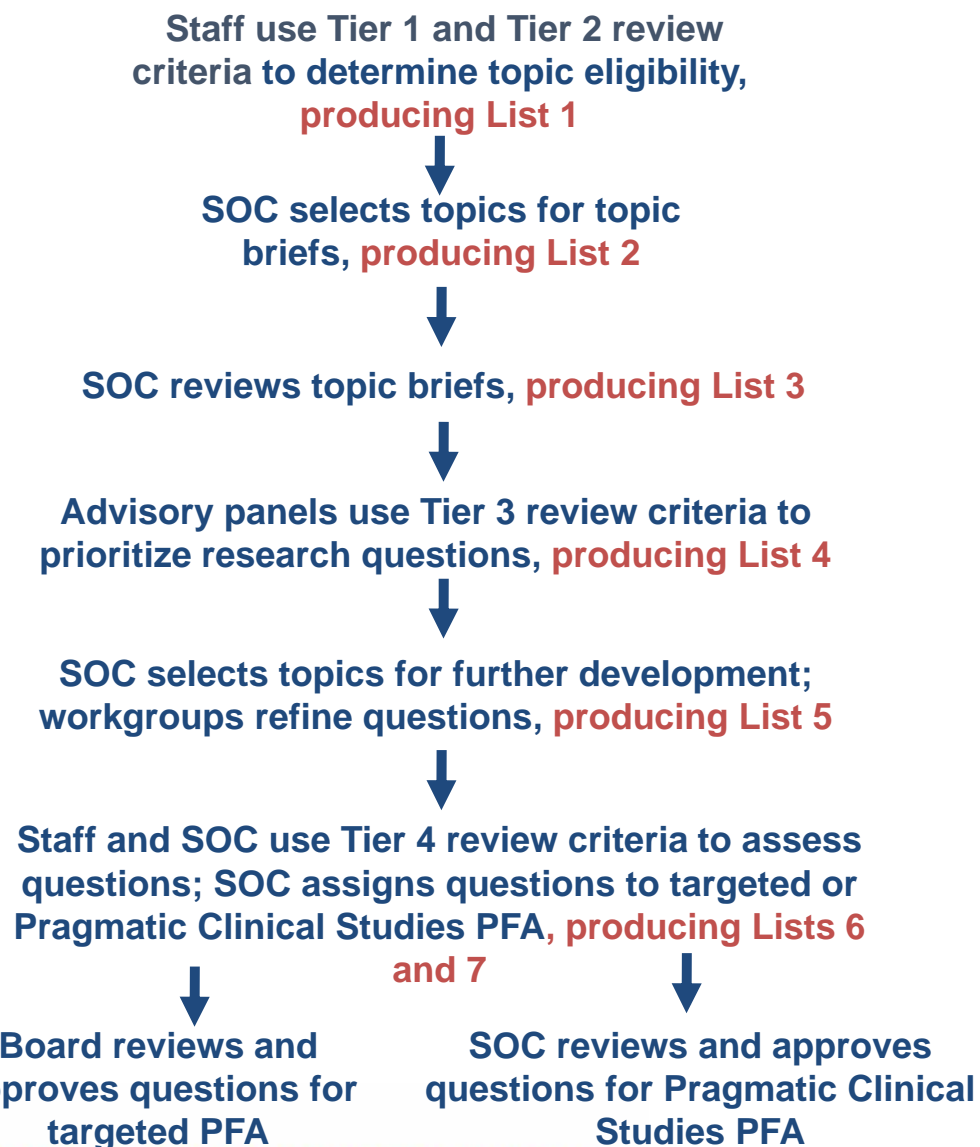 Staff use Tier 1 and Tier 2 review
criteria to determine topic eligibility,
producing List 1
SOC selects topics for topic
briefs, producing List 2
SOC reviews topic briefs, producing List 3
Advisory panels use Tier 3 review criteria to
prioritize research questions, producing List 4
SOC selects topics for further development;
workgroups refine questions, producing List 5
Staff and SOC use Tier 4 review criteria to assess
questions; SOC assigns questions to targeted or
Pragmatic Clinical Studies PFA, producing Lists 6
and 7
Board reviews and
pproves questions for
targeted PFA
SOC reviews and approves
questions for Pragmatic Clinical
Studies PFA